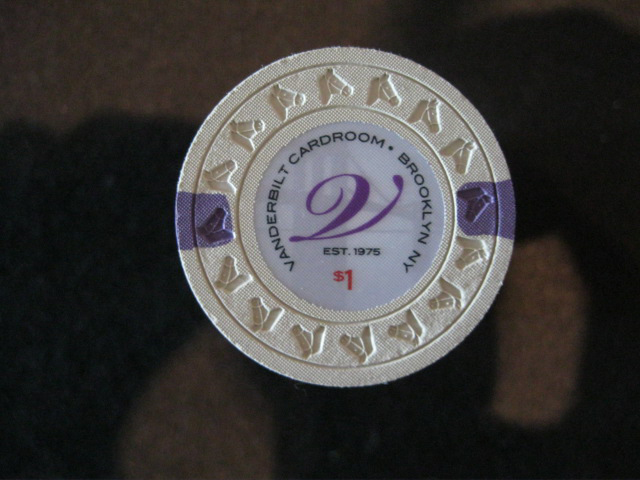 VANDERBILT CARDROOM • BROOKLYN NY
V
EST. 1975
$1